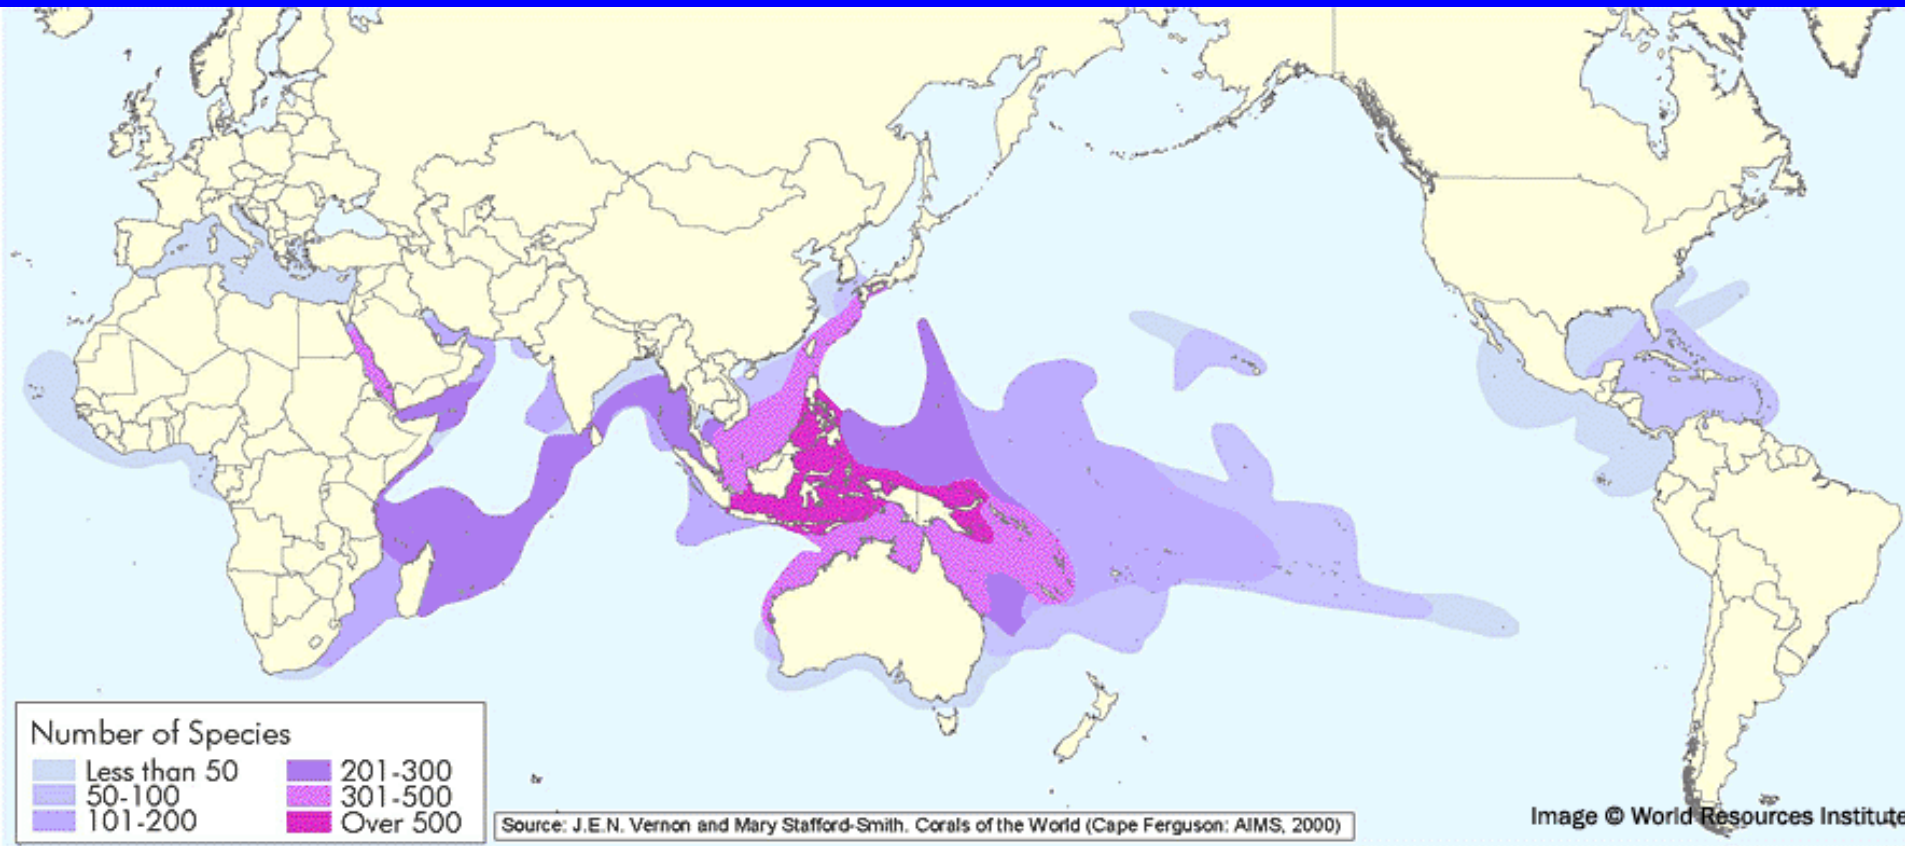 Number of Species
Less than 50
50-100
101-200
201-300
301-500
Over 500
Source: J.E.N. Vernon and Mary Stafford-Smith. Corals of the World (Cape Ferguson: AIMS, 2000)
Image © World Resources Institute